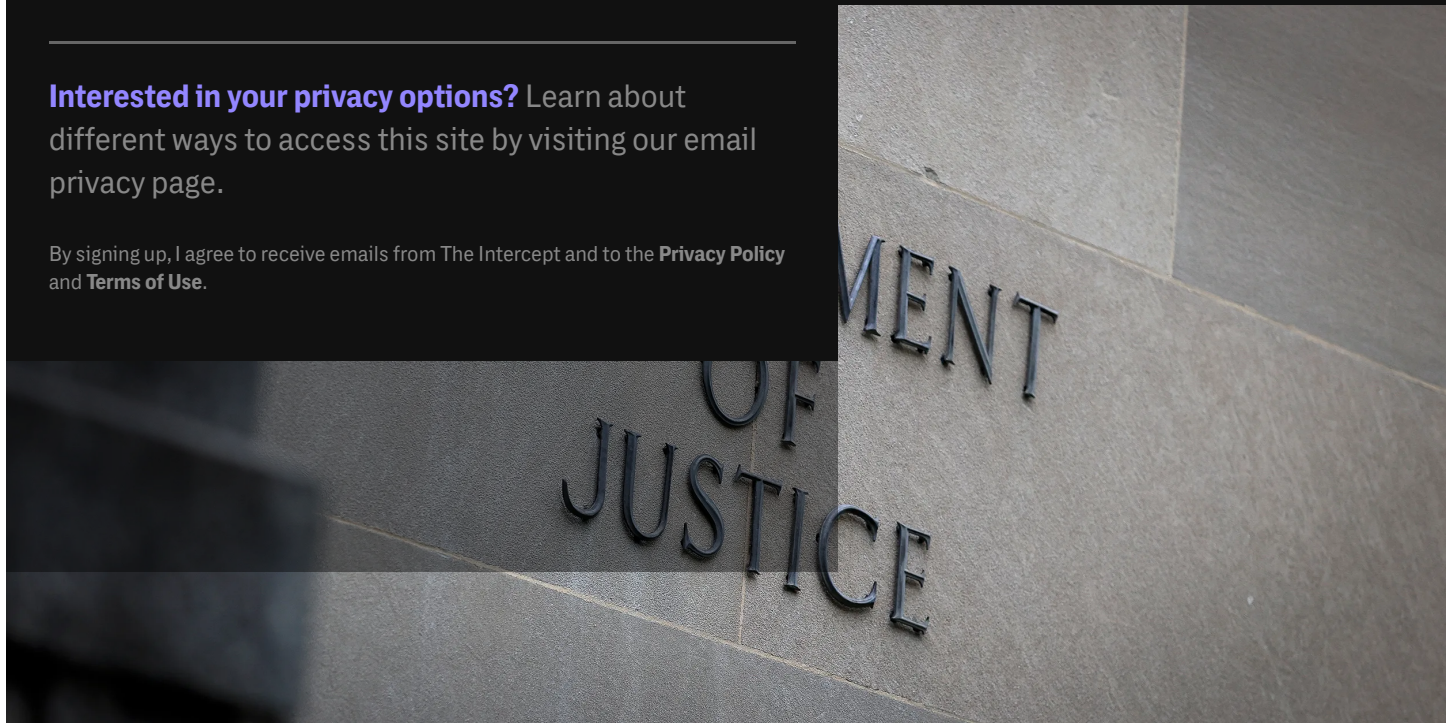 Interested in your privacy options? Learn about
different ways to access this site by visiting our email
privacy page.
By signing up, I agree to receive emails from The Intercept and to the Privacy Policy
and Terms of Use.
MENT
OF
JUSTICE